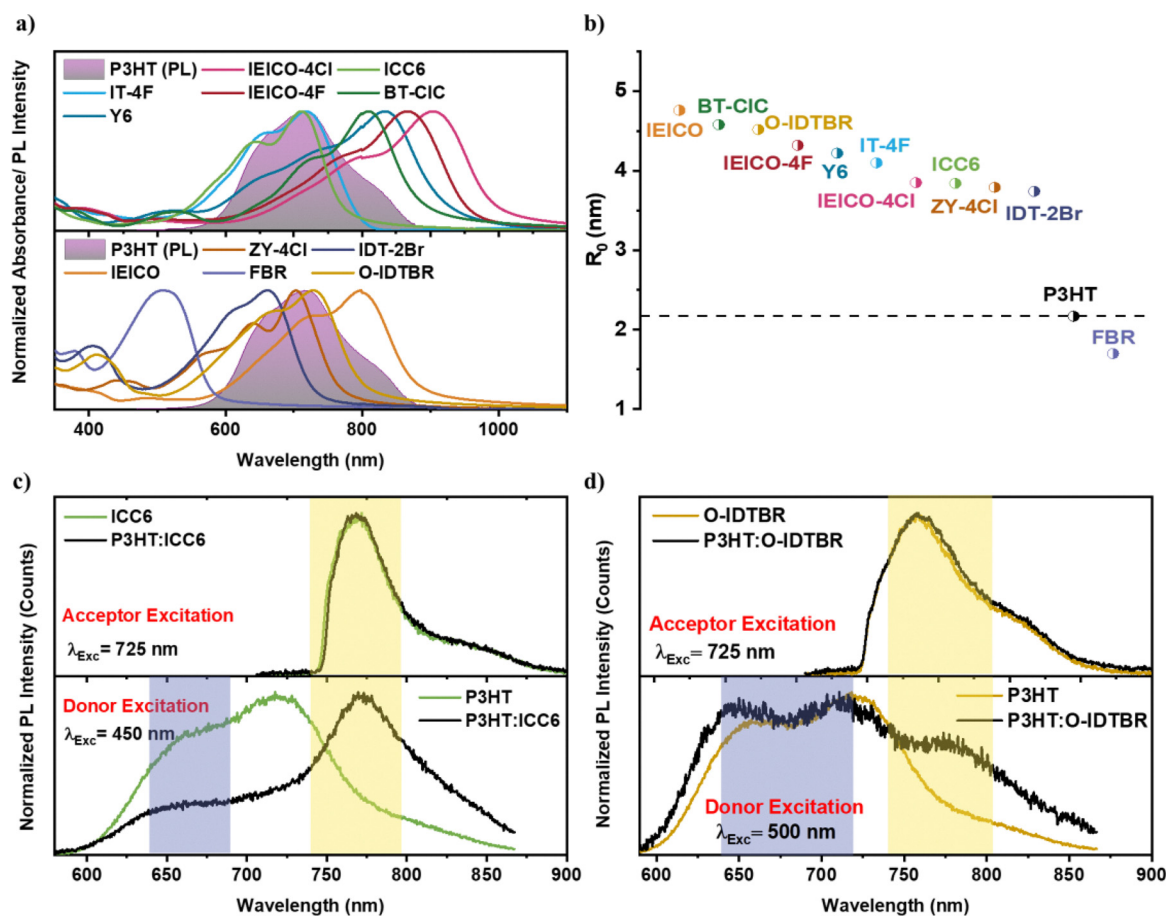 a)
Normalized Absorbance/ PL Intensity
P3HT (PL) IEICO-4Cl ICC6
IT-4F IEICO-4F BT-CIC
Y6
P3HT (PL) ZY-4Cl IDT-2Br
IEICO FBR O-IDTBR
400 600 800 1000
Wavelength (nm)
b)
R0 (nm)
5
4
3
2
1
IEICO
BT-CIC
O-IDTBR
IEICO-4F
Y6
IT-4F
IEICO-4Cl
ICC6
ZY-4Cl
IDT-2Br
P3HT
FBR
c)
Normalized PL Intensity (Counts)
ICC6
P3HT:ICC6
Acceptor Excitation
λExc= 725 nm
Donor Excitation
λExc= 450 nm
P3HT
P3HT:ICC6
600 650 700 750 800 850 900
Wavelength (nm)
d)
Normalized PL Intensity (Counts)
O-IDTBR
P3HT:O-IDTBR
Acceptor Excitation
λExc= 725 nm
P3HT
P3HT:O-IDTBR
Donor Excitation
λExc= 500 nm
600 650 700 750 800 850 900
Wavelength (nm)